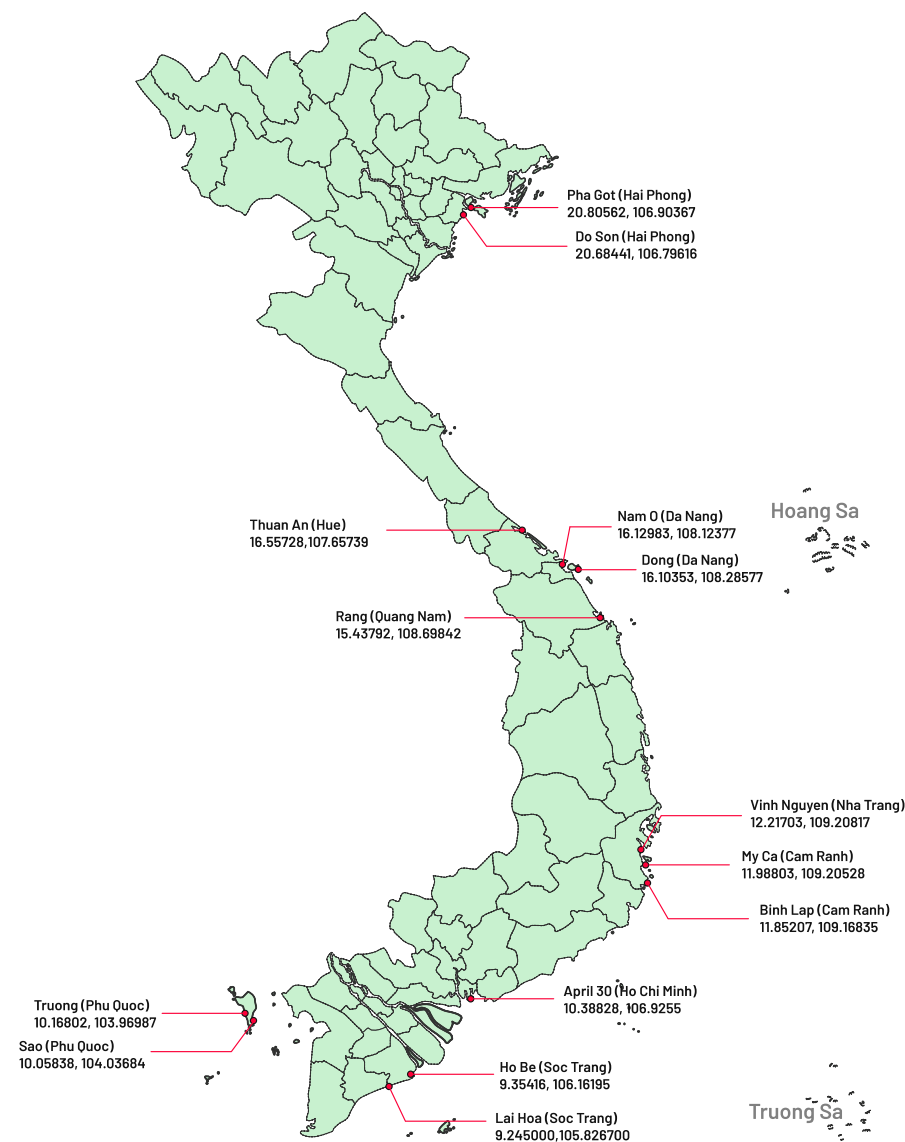 Pha Got (Hai Phong)
20.80562, 106.90367
Do Son (Hai Phong)
20.68441, 106.79616
Hoang Sa
Thuan An (Hue)
16.55728,107.65739
Nam O (Da Nang)
16.12983, 108.12377
Dong (Da Nang)
16.10353, 108.28577
Rang (Quang Nam)
15.43792, 108.69842
Vinh Nguyen (Nha Trang)
12.21703, 109.20817
My Ca (Cam Ranh)
11.98803, 109.20528
Binh Lap (Cam Ranh)
11.85207, 109.16835
April 30 (Ho Chi Minh)
10.38828, 106.9255
Truong (Phu Quoc)
10.16802, 103.96987
Sao (Phu Quoc)
10.05838, 104.03684
Ho Be (Soc Trang)
9.35416, 106.16195
Lai Hoa (Soc Trang)
9.245000,105.826700
Truong Sa